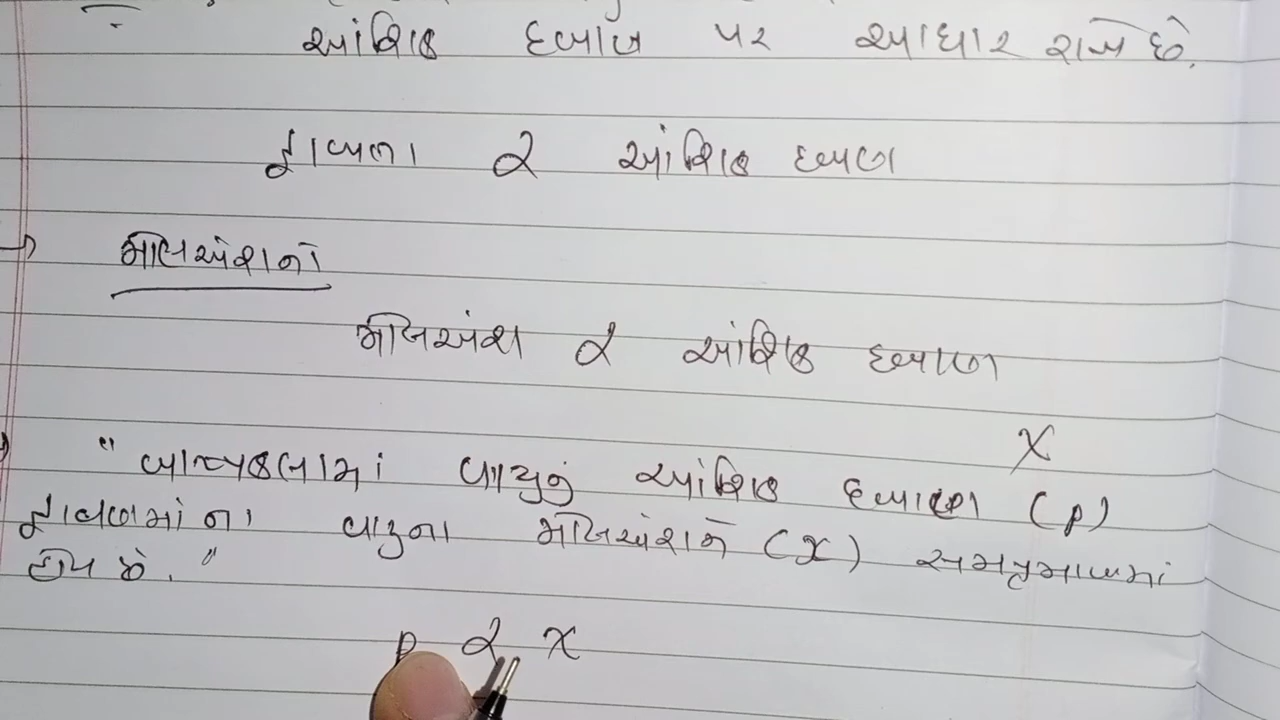 આંશિક દબાણ પર આધાર રાખે છે.
દ્રાવ્યતા α આંશિક દબાણ
→ મોલઅંશનો
મોલઅંશ α આંશિક દબાણ
x
"બાષ્પકલામાં વાયુનું આંશિક દબાણ (p)
દ્રાવણમાંના વાયુના મોલઅંશને (x) સમપ્રમાણમાં
હોય છે."
p α x